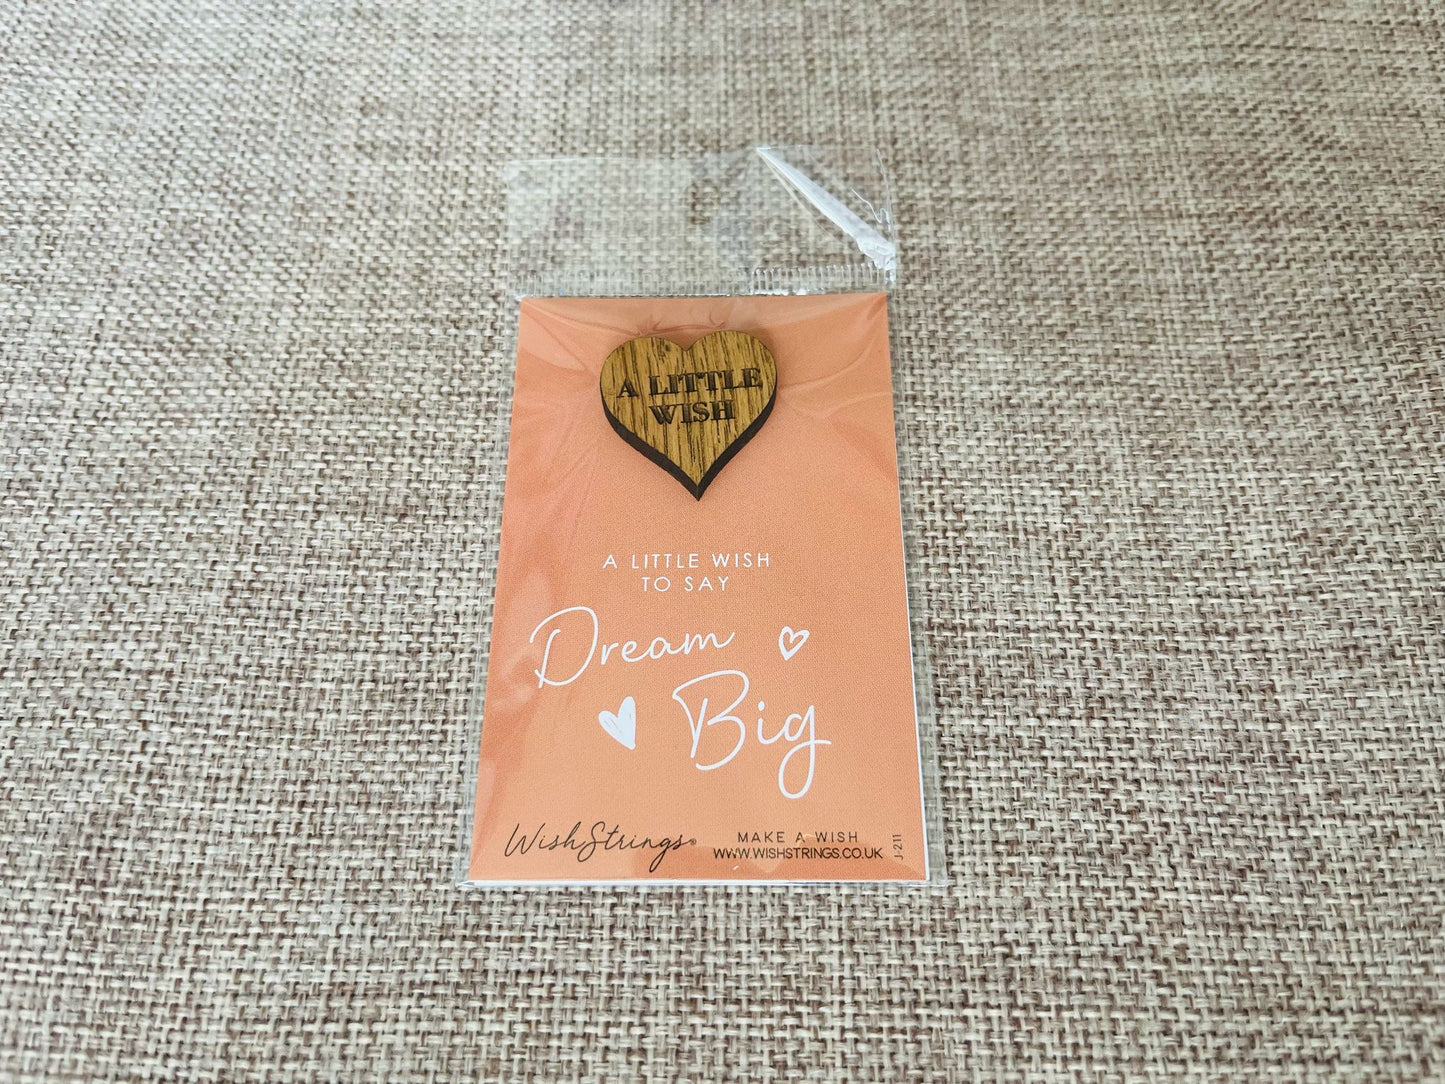 A LITTLE
WISH
A LITTLE WISH
TO SAY
Dream
Big
WishStrings®
MAKE A WISH
WWW.WISHSTRINGS.CO.UK
J-211